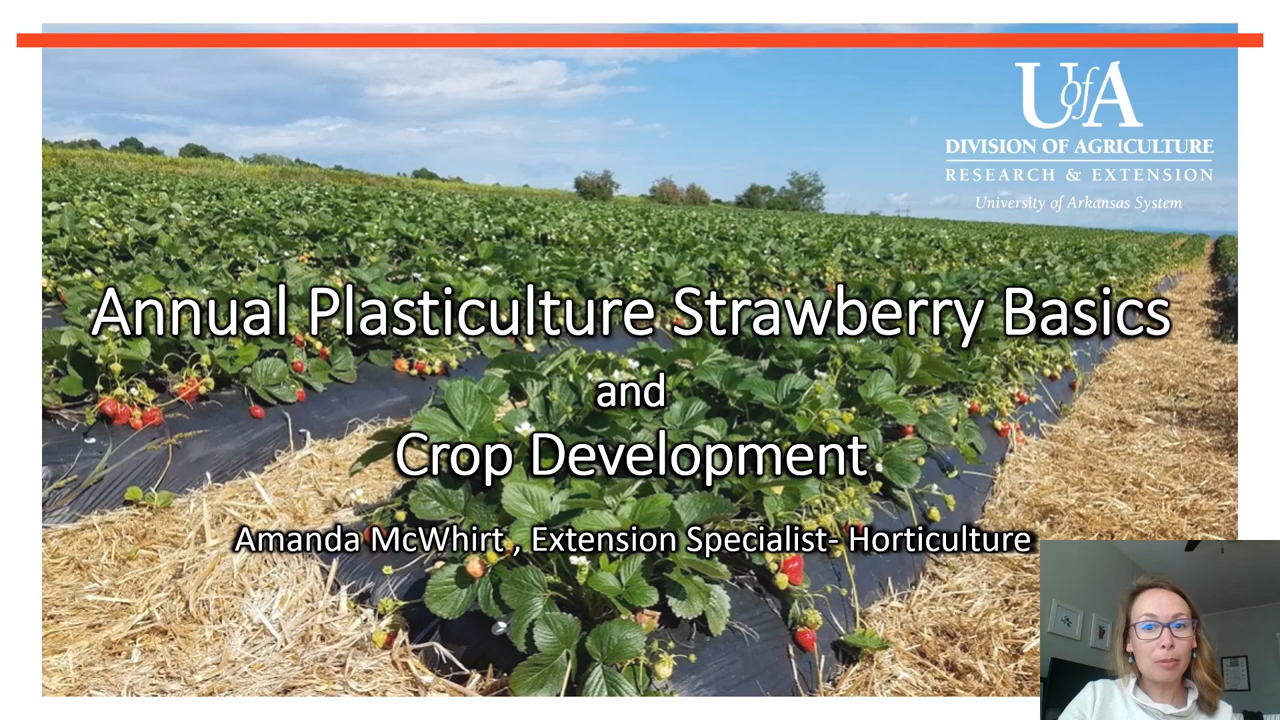 UofA
DIVISION OF AGRICULTURE
RESEARCH & EXTENSION
University of Arkansas System
Annual Plasticulture Strawberry Basics
and
Crop Development
Amanda McWhirt , Extension Specialist- Horticulture